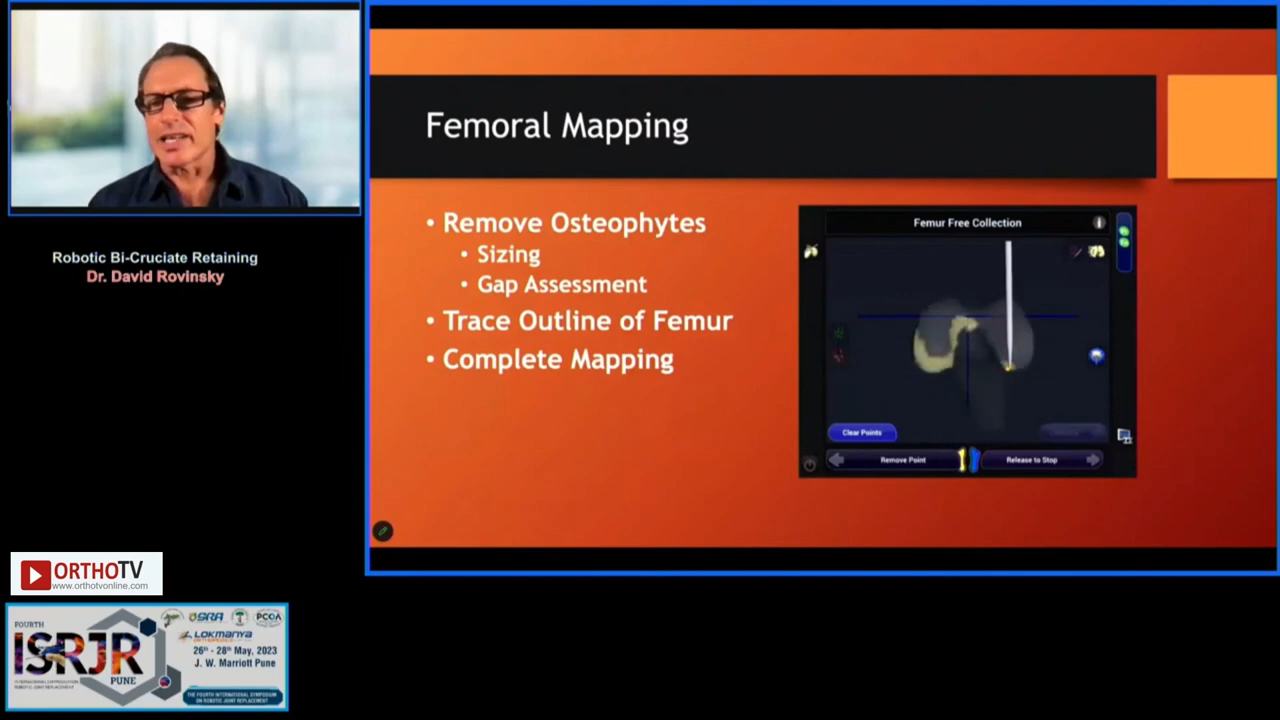 Femoral Mapping
• Remove Osteophytes
• Sizing
• Gap Assessment
• Trace Outline of Femur
• Complete Mapping
Femur Free Collection
Clear Points
Remove Point
Release to Stop
Robotic Bi-Cruciate Retaining
Dr. David Rovinsky
ORTHOTV
www.orthotvonline.com
FOURTH
ISRJR
PUNE
SRA
PCOA
LOKMANYA
26th - 28th May, 2023
J. W. Marriott Pune
THE FOURTH INTERNATIONAL SYMPOSIUM
ON ROBOTIC JOINT REPLACEMENT